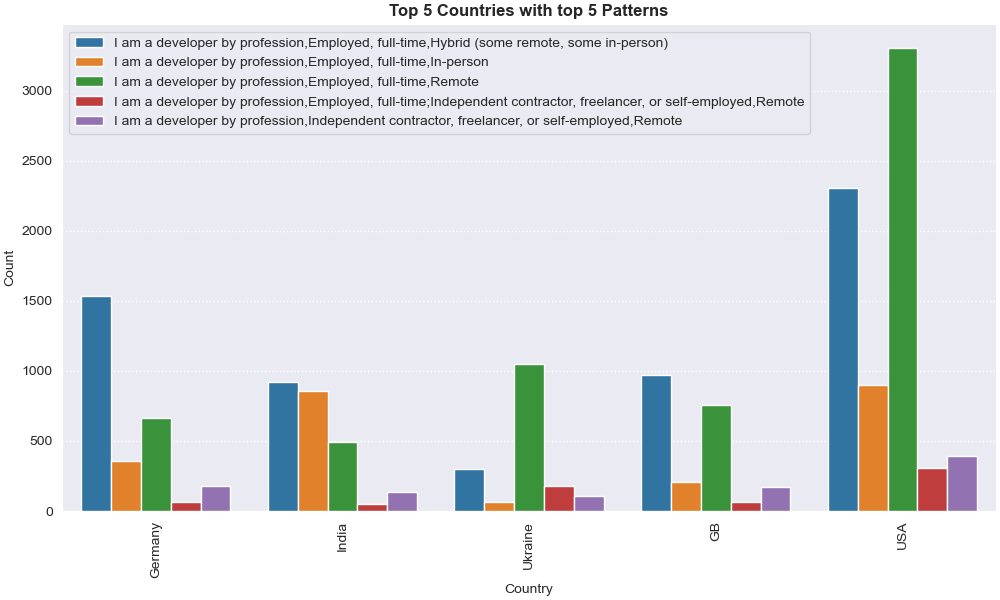 Top 5 Countries with top 5 Patterns
I am a developer by profession,Employed, full-time,Hybrid (some remote, some in-person)
I am a developer by profession,Employed, full-time,In-person
I am a developer by profession,Employed, full-time,Remote
I am a developer by profession,Employed, full-time;Independent contractor, freelancer, or self-employed,Remote
I am a developer by profession,Independent contractor, freelancer, or self-employed,Remote
3000
2500
2000
1500
1000
500
0
Count
Germany
India
Ukraine
GB
USA
Country